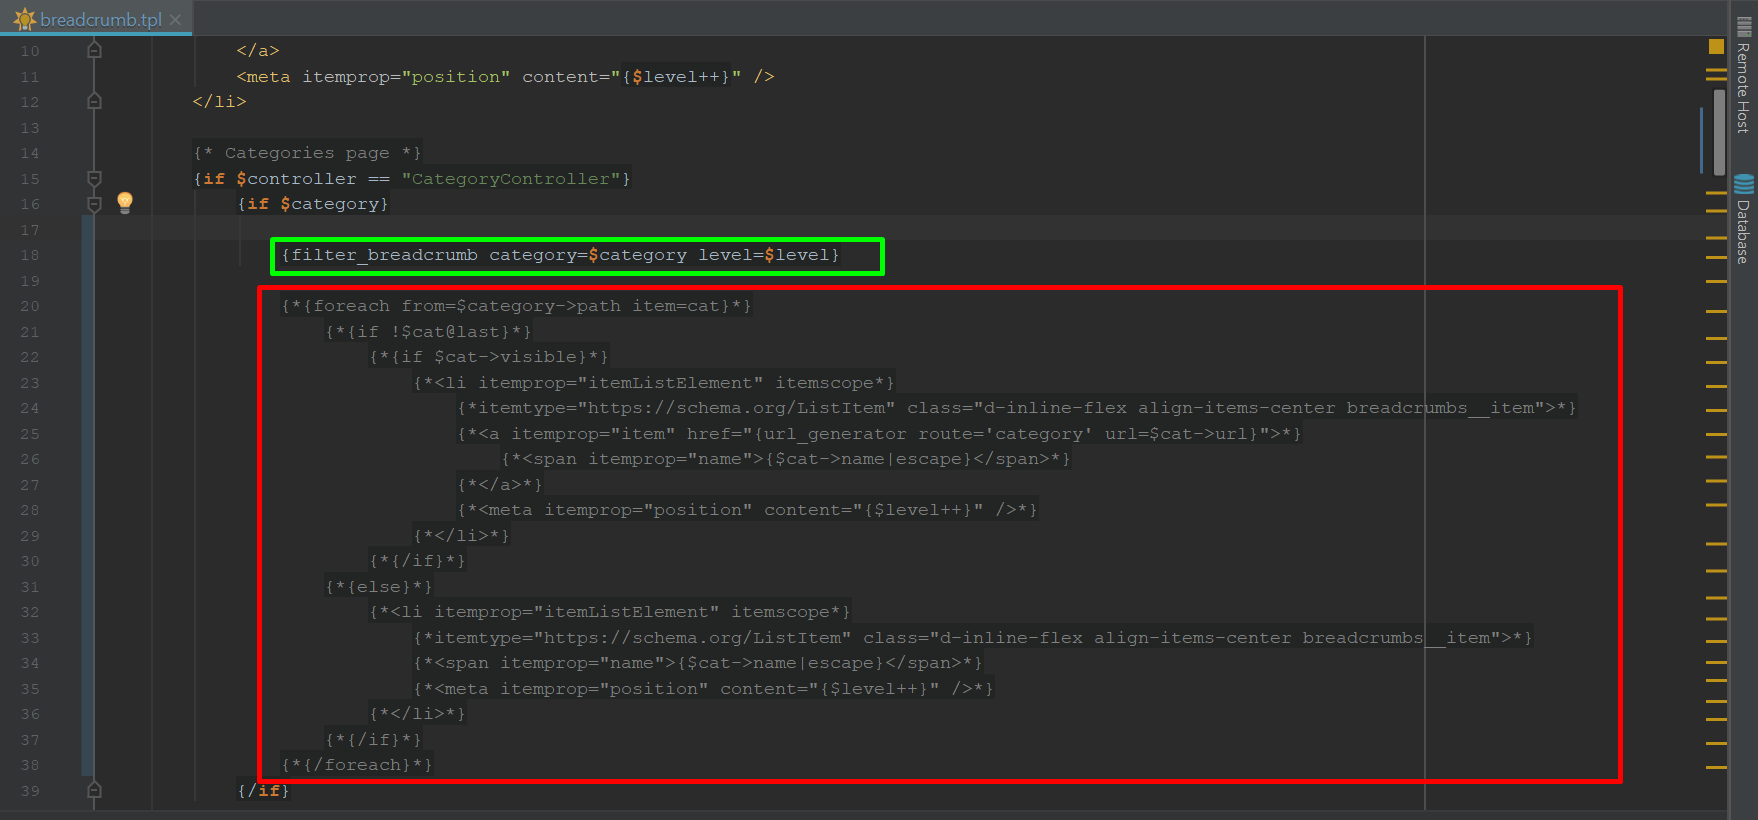 breadcrumb.tpl
10 </a>
11 <meta itemprop="position" content="{$level++}" />
12 </li>
13
14 {* Categories page *}
15 {if $controller == "CategoryController"}
16 {if $category}
17
18 {filter_breadcrumb category=$category level=$level}
19
20 {*{foreach from=$category->path item=cat}*}
21 {*{if !$cat@last}*}
22 {*{if $cat->visible}*}
23 {*<li itemprop="itemListElement" itemscope*}
24 {*itemtype="https://schema.org/ListItem" class="d-inline-flex align-items-center breadcrumbs__item">*}
25 {*<a itemprop="item" href="{url_generator route='category' url=$cat->url}">*}
26 {*<span itemprop="name">{$cat->name|escape}</span>*}
27 {*</a>*}
28 {*<meta itemprop="position" content="{$level++}" />*}
29 {*</li>*}
30 {*{/if}*}
31 {*{else}*}
32 {*<li itemprop="itemListElement" itemscope*}
33 {*itemtype="https://schema.org/ListItem" class="d-inline-flex align-items-center breadcrumbs__item">*}
34 {*<span itemprop="name">{$cat->name|escape}</span>*}
35 {*<meta itemprop="position" content="{$level++}" />*}
36 {*</li>*}
37 {*{/if}*}
38 {*{/foreach}*}
39 {/if}
Remote Host
Database